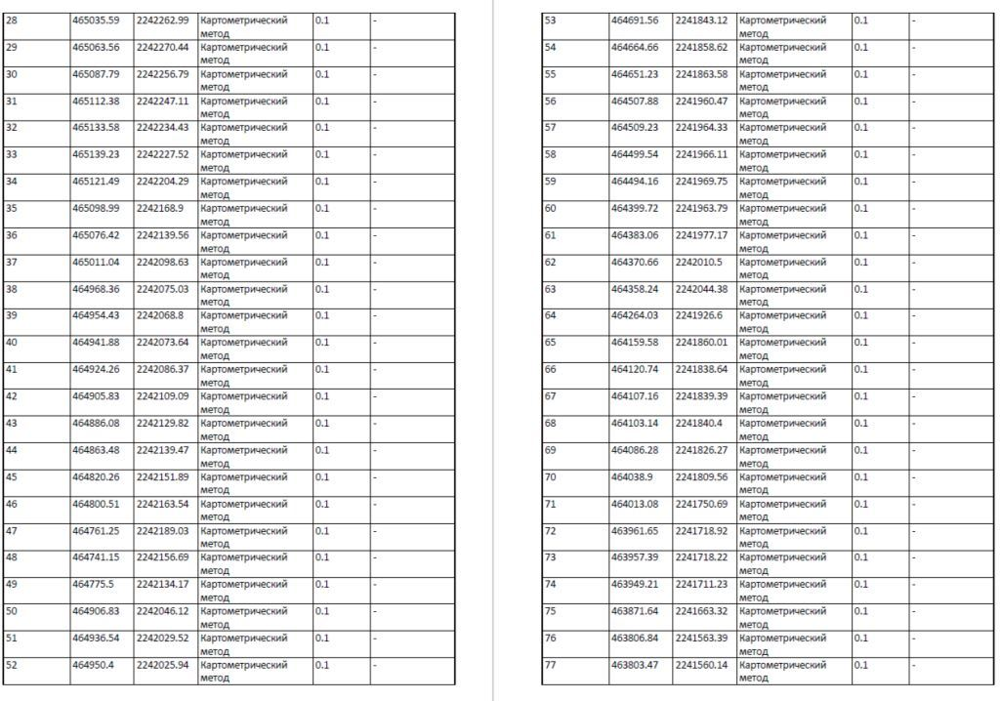 28 465035.59 2242262.99 Картометрический 0.1 -
метод
29 465063.56 2242270.44 Картометрический 0.1 -
метод
30 465087.79 2242256.79 Картометрический 0.1 -
метод
31 465112.38 2242247.11 Картометрический 0.1 -
метод
32 465133.58 2242234.43 Картометрический 0.1 -
метод
33 465139.23 2242227.52 Картометрический 0.1 -
метод
34 465121.49 2242204.29 Картометрический 0.1 -
метод
35 465098.99 2242168.9 Картометрический 0.1 -
метод
36 465076.42 2242139.56 Картометрический 0.1 -
метод
37 465011.04 2242098.63 Картометрический 0.1 -
метод
38 464968.36 2242075.03 Картометрический 0.1 -
метод
39 464954.43 2242068.8 Картометрический 0.1 -
метод
40 464941.88 2242073.64 Картометрический 0.1 -
метод
41 464924.26 2242086.37 Картометрический 0.1 -
метод
42 464905.83 2242109.09 Картометрический 0.1 -
метод
43 464886.08 2242129.82 Картометрический 0.1 -
метод
44 464863.48 2242139.47 Картометрический 0.1 -
метод
45 464820.26 2242151.89 Картометрический 0.1 -
метод
46 464800.51 2242163.54 Картометрический 0.1 -
метод
47 464761.25 2242189.03 Картометрический 0.1 -
метод
48 464741.15 2242156.69 Картометрический 0.1 -
метод
49 464775.5 2242134.17 Картометрический 0.1 -
метод
50 464906.83 2242046.12 Картометрический 0.1 -
метод
51 464936.54 2242029.52 Картометрический 0.1 -
метод
52 464950.4 2242025.94 Картометрический 0.1 -
метод
53 464691.56 2241843.12 Картометрический 0.1 -
метод
54 464664.66 2241858.62 Картометрический 0.1 -
метод
55 464651.23 2241863.58 Картометрический 0.1 -
метод
56 464507.88 2241960.47 Картометрический 0.1 -
метод
57 464509.23 2241964.33 Картометрический 0.1 -
метод
58 464499.54 2241966.11 Картометрический 0.1 -
метод
59 464494.16 2241969.75 Картометрический 0.1 -
метод
60 464399.72 2241963.79 Картометрический 0.1 -
метод
61 464383.06 2241977.17 Картометрический 0.1 -
метод
62 464370.66 2242010.5 Картометрический 0.1 -
метод
63 464358.24 2242044.38 Картометрический 0.1 -
метод
64 464264.03 2241926.6 Картометрический 0.1 -
метод
65 464159.58 2241860.01 Картометрический 0.1 -
метод
66 464120.74 2241838.64 Картометрический 0.1 -
метод
67 464107.16 2241839.39 Картометрический 0.1 -
метод
68 464103.14 2241840.4 Картометрический 0.1 -
метод
69 464086.28 2241826.27 Картометрический 0.1 -
метод
70 464038.9 2241809.56 Картометрический 0.1 -
метод
71 464013.08 2241750.69 Картометрический 0.1 -
метод
72 463961.65 2241718.92 Картометрический 0.1 -
метод
73 463957.39 2241718.22 Картометрический 0.1 -
метод
74 463949.21 2241711.23 Картометрический 0.1 -
метод
75 463871.64 2241663.32 Картометрический 0.1 -
метод
76 463806.84 2241563.39 Картометрический 0.1 -
метод
77 463803.47 2241560.14 Картометрический 0.1 -
метод